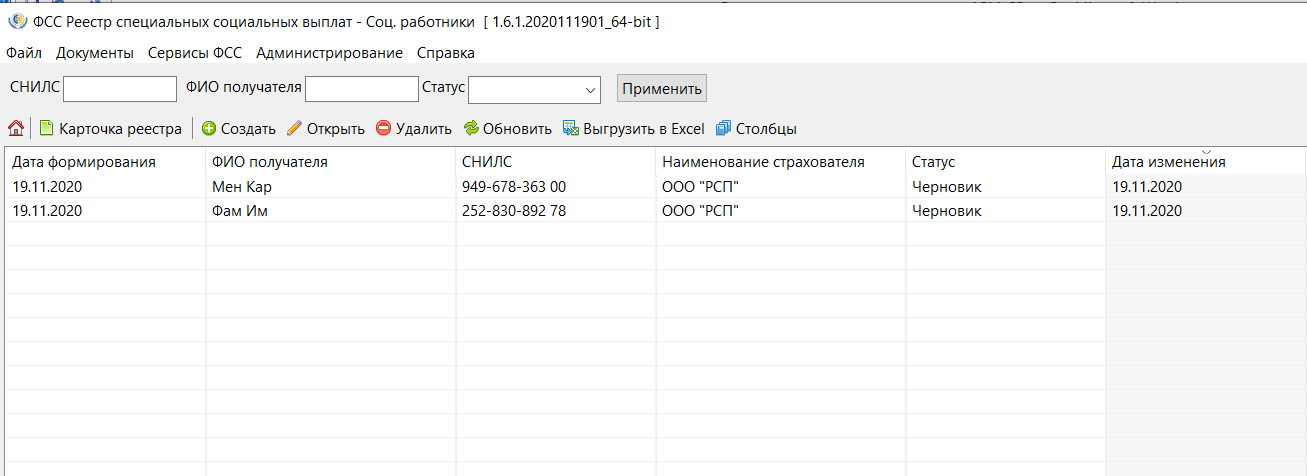 ФСС Реестр специальных социальных выплат - Соц. работники [ 1.6.1.2020111901_64-bit ]
Файл Документы Сервисы ФСС Администрирование Справка
СНИЛС ФИО получателя Статус Применить
Карточка реестра Создать Открыть Удалить Обновить Выгрузить в Excel Столбцы
Дата формирования ФИО получателя СНИЛС Наименование страхователя Статус Дата изменения
19.11.2020 Мен Кар 949-678-363 00 ООО "РСП" Черновик 19.11.2020
19.11.2020 Фам Им 252-830-892 78 ООО "РСП" Черновик 19.11.2020